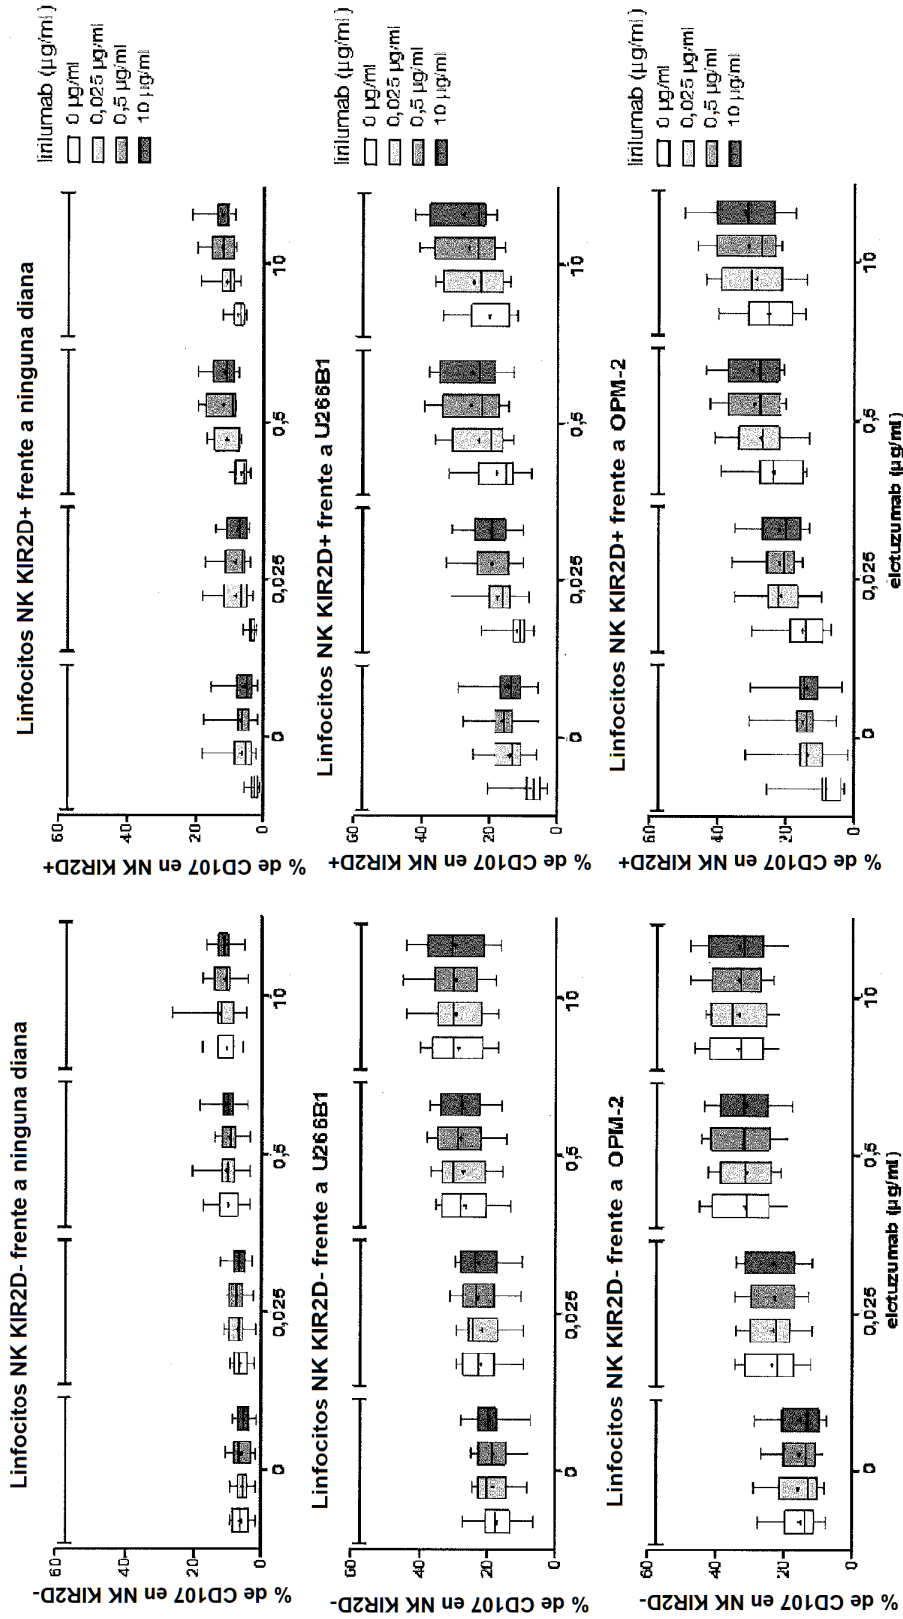 Linfocitos NK KIR2D- frente a ninguna diana
% de CD107 en NK KIR2D-
60
40
20
0
0
0,025
0,5
10
Linfocitos NK KIR2D+ frente a ninguna diana
% de CD107 en NK KIR2D+
60
40
20
0
0
0,025
0,5
10
lirilumab (µg/ml)
0 µg/ml
0,025 µg/ml
0,5 µg/ml
10 µg/ml
Linfocitos NK KIR2D- frente a U266B1
% de CD107 en NK KIR2D-
60
40
20
0
0
0,025
0,5
10
Linfocitos NK KIR2D+ frente a U266B1
% de CD107 en NK KIR2D+
60
40
20
0
0
0,025
0,5
10
lirilumab (µg/ml)
0 µg/ml
0,025 µg/ml
0,5 µg/ml
10 µg/ml
Linfocitos NK KIR2D- frente a OPM-2
% de CD107 en NK KIR2D-
60
40
20
0
0
0,025
0,5
10
elotuzumab (µg/ml)
Linfocitos NK KIR2D+ frente a OPM-2
% de CD107 en NK KIR2D+
60
40
20
0
0
0,025
0,5
10
elotuzumab (µg/ml)
lirilumab (µg/ml)
0 µg/ml
0,025 µg/ml
0,5 µg/ml
10 µg/ml